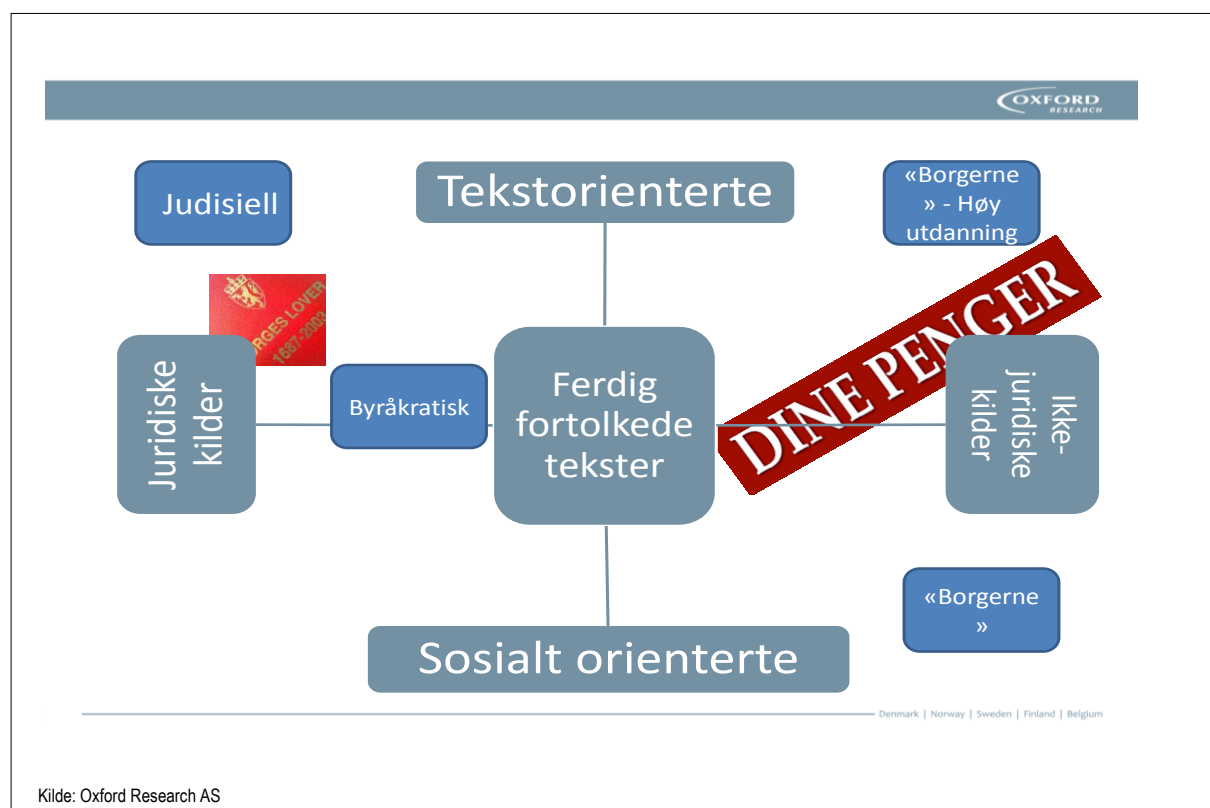 OXFORD
RESEARCH
Judisiell
Tekstorienterte
«Borgerne
» - Høy
utdanning
RGES LOVER
1687-2003
Juridiske
kilder
Byråkratisk
Ferdig
fortolkede
tekster
DINE PENGER
Ikke-
juridiske
kilder
«Borgerne
»
Sosialt orienterte
Denmark | Norway | Sweden | Finland | Belgium
Kilde: Oxford Research AS